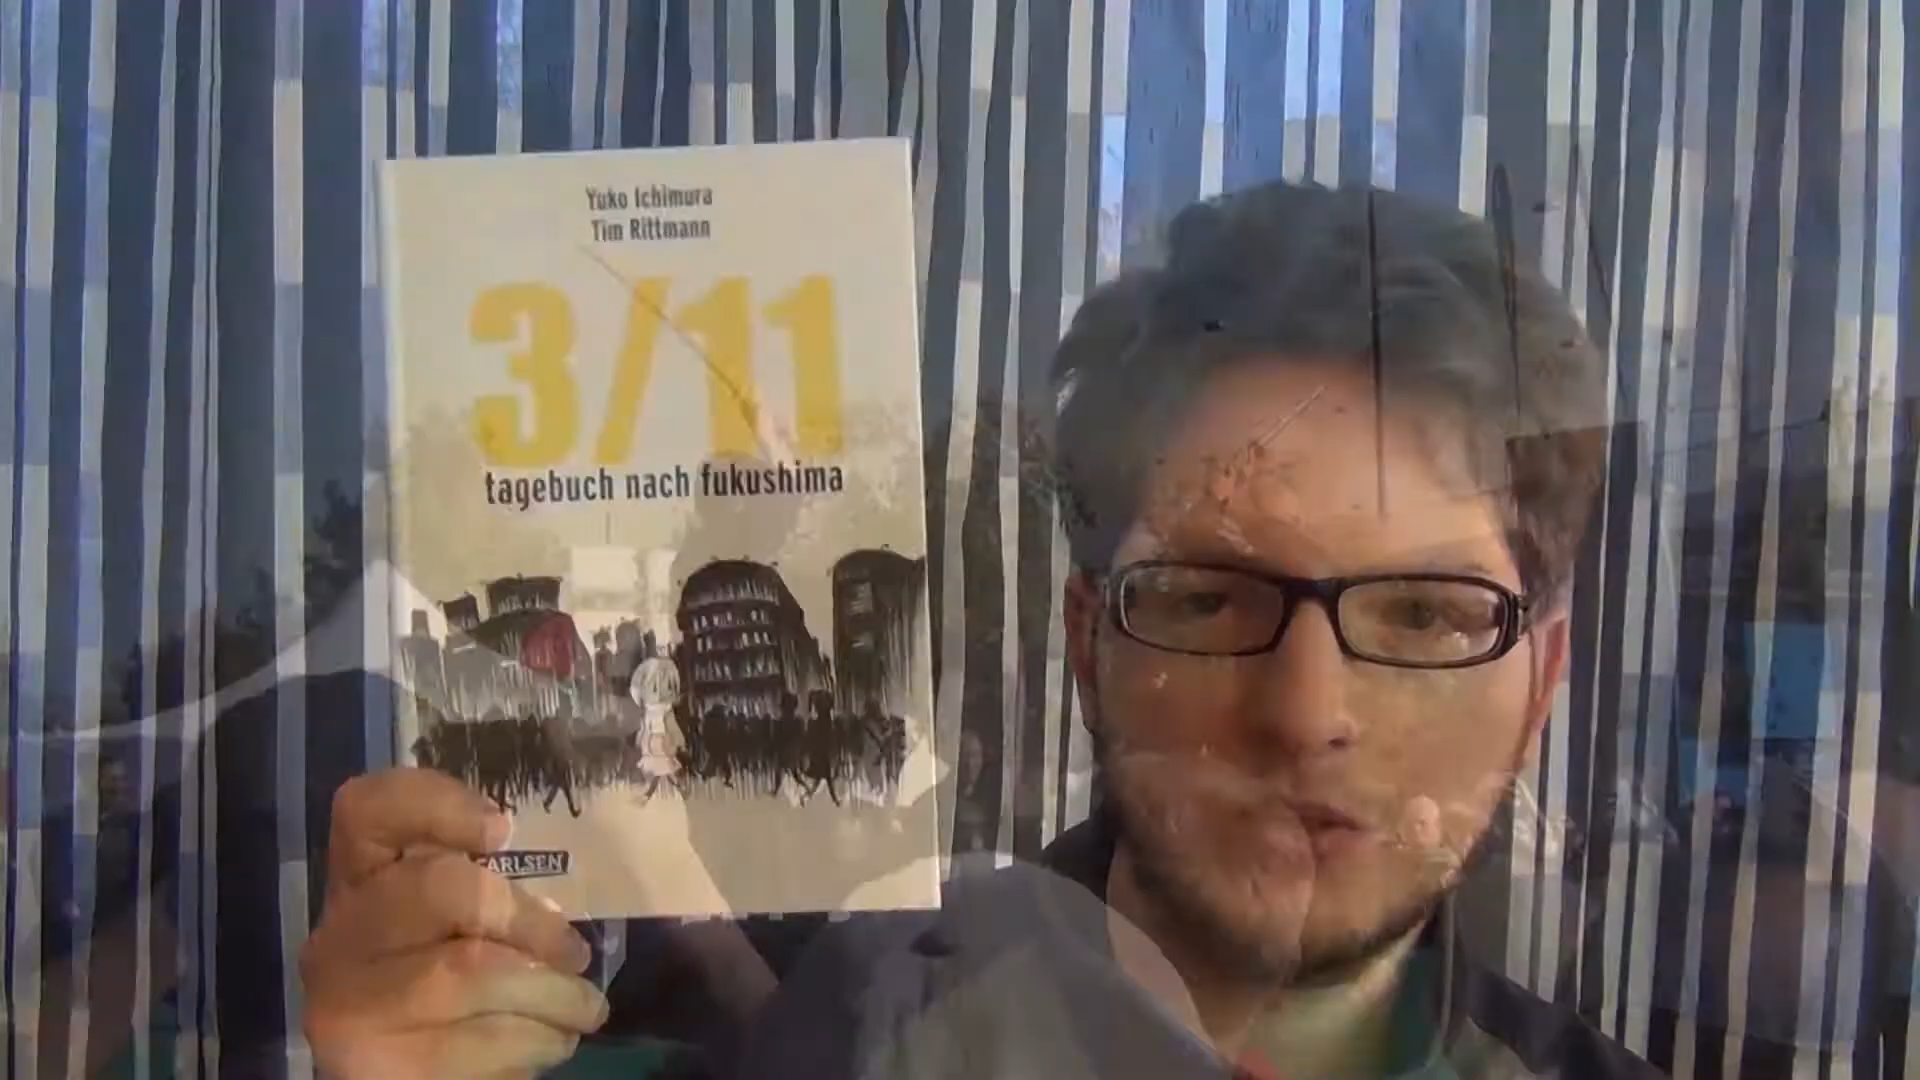 Yuko Ichimura
Tim Rittmann
3/11
tagebuch nach fukushima
CARLSEN